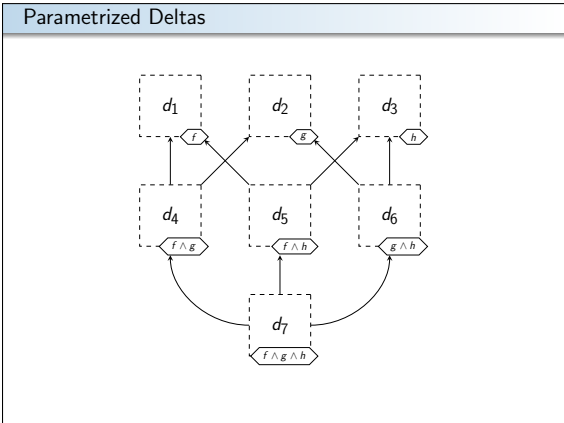 Parametrized Deltas
d1 d2 d3
f g h
d4 d5 d6
f ∧ g f ∧ h g ∧ h
d7
f ∧ g ∧ h